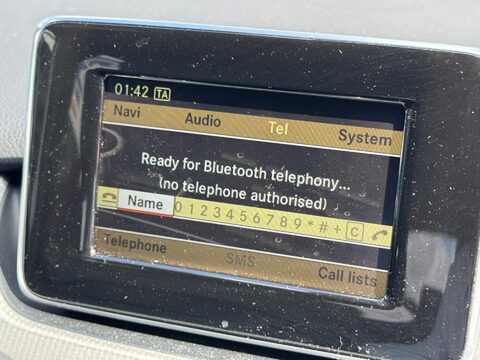 01:42 TA
Navi Audio Tel System
Ready for Bluetooth telephony...
(no telephone authorised)
Name 0 1 2 3 4 5 6 7 8 9 * # + C
Telephone SMS Call lists